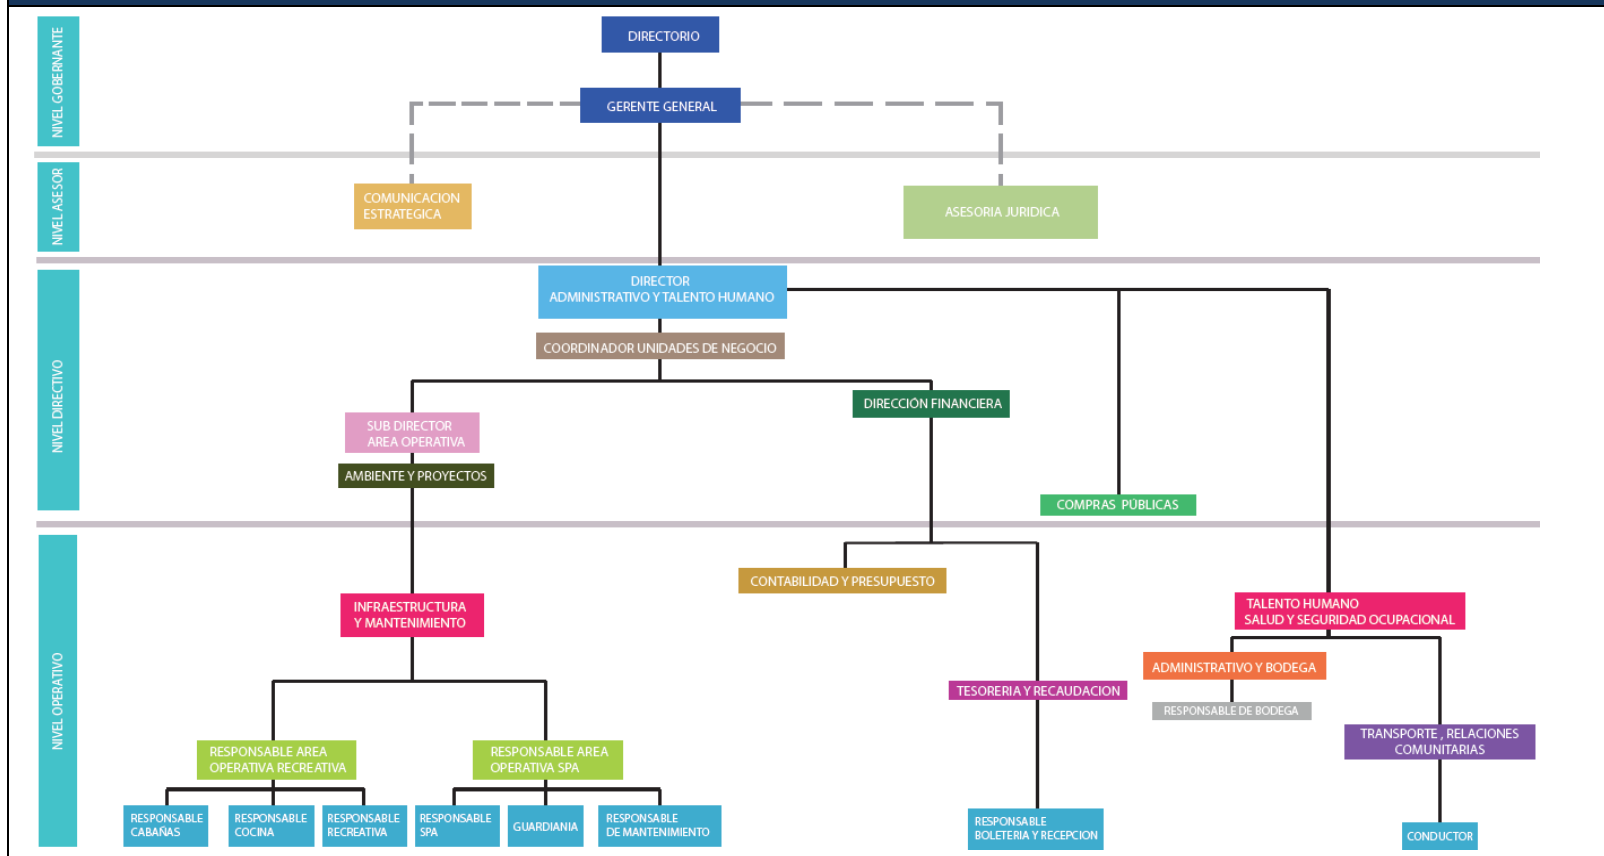 NIVEL GOBERNANTE
DIRECTORIO
GERENTE GENERAL
NIVEL ASESOR
COMUNICACION
ESTRATEGICA
ASESORIA JURIDICA
NIVEL DIRECTIVO
DIRECTOR
ADMINISTRATIVO Y TALENTO HUMANO
COORDINADOR UNIDADES DE NEGOCIO
DIRECCIÓN FINANCIERA
SUB DIRECTOR
AREA OPERATIVA
AMBIENTE Y PROYECTOS
COMPRAS PÚBLICAS
NIVEL OPERATIVO
CONTABILIDAD Y PRESUPUESTO
INFRAESTRUCTURA
Y MANTENIMIENTO
TALENTO HUMANO
SALUD Y SEGURIDAD OCUPACIONAL
ADMINISTRATIVO Y BODEGA
TESORERIA Y RECAUDACION
RESPONSABLE DE BODEGA
TRANSPORTE , RELACIONES
COMUNITARIAS
RESPONSABLE AREA
OPERATIVA RECREATIVA
RESPONSABLE AREA
OPERATIVA SPA
RESPONSABLE
CABAÑAS
RESPONSABLE
COCINA
RESPONSABLE
RECREATIVA
RESPONSABLE
SPA
GUARDIANIA
RESPONSABLE
DE MANTENIMIENTO
RESPONSABLE
BOLETERIA Y RECEPCION
CONDUCTOR